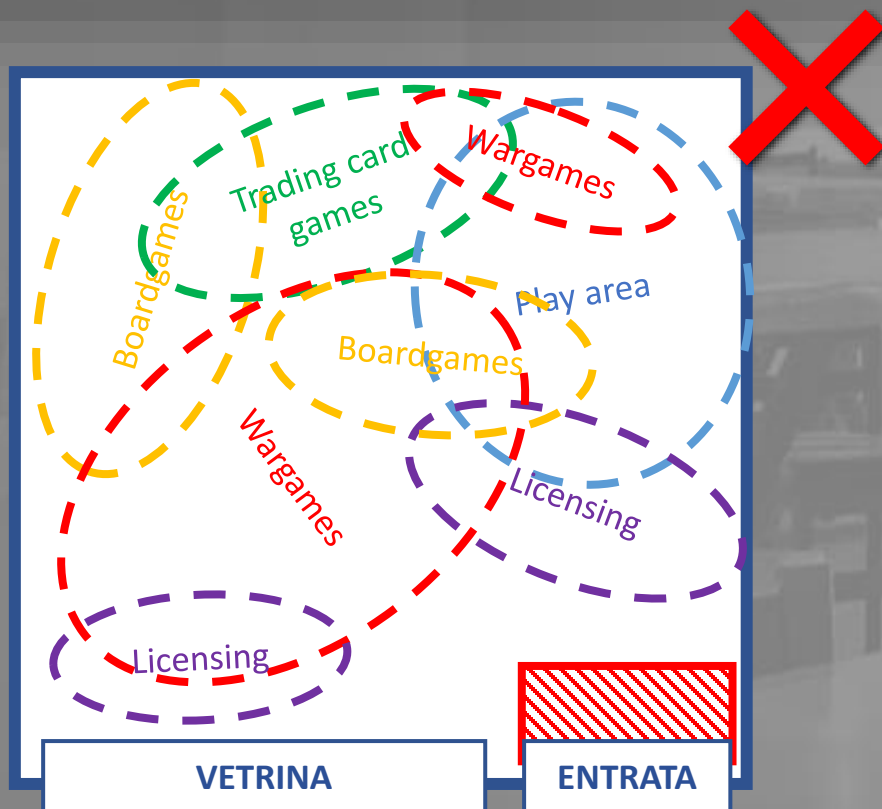 Wargames
Trading card
games
Boardgames
Play area
Boardgames
Wargames
Licensing
Licensing
VETRINA
ENTRATA